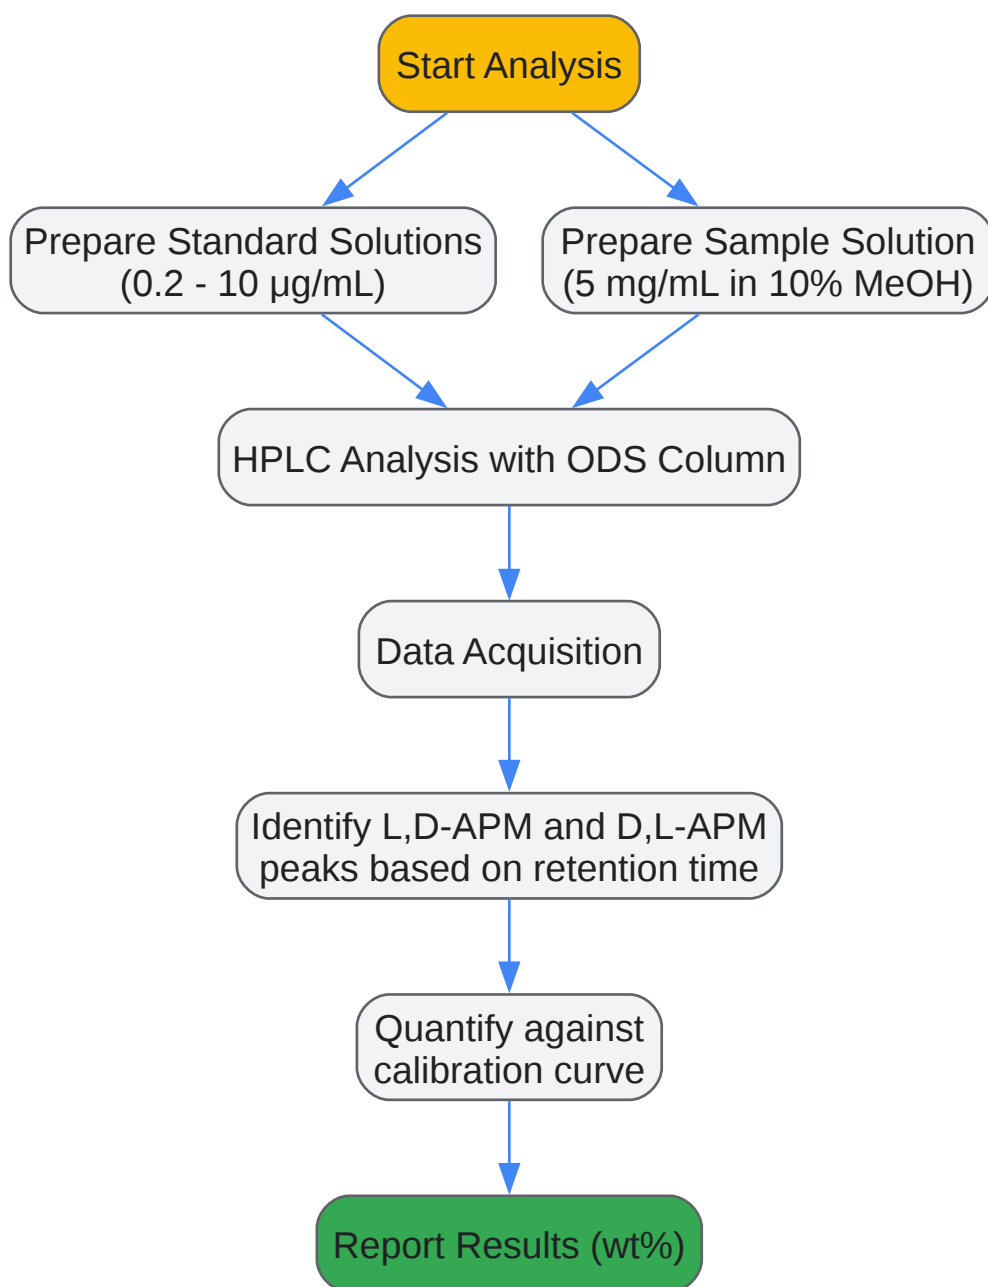 Start Analysis
Prepare Standard Solutions
(0.2 - 10 μg/mL)
Prepare Sample Solution
(5 mg/mL in 10% MeOH)
HPLC Analysis with ODS Column
Data Acquisition
Identify L,D-APM and D,L-APM
peaks based on retention time
Quantify against
calibration curve
Report Results (wt%)